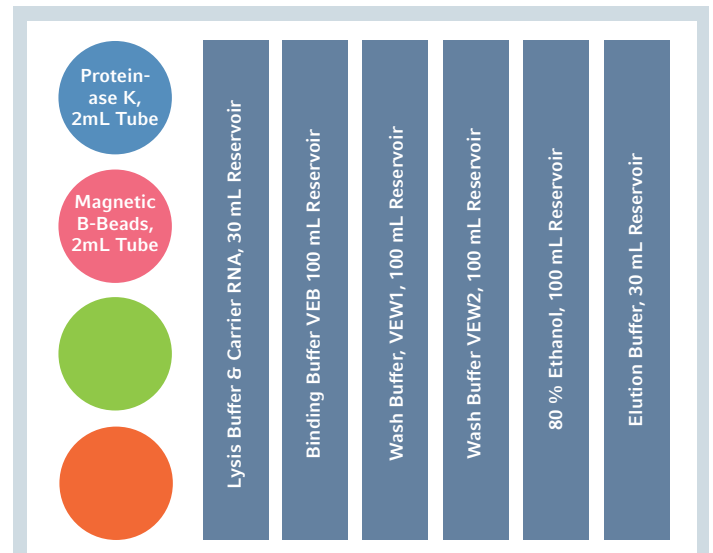 Protein-
ase K,
2mL Tube
Magnetic
B-Beads,
2mL Tube
Lysis Buffer & Carrier RNA, 30 mL Reservoir
Binding Buffer VEB 100 mL Reservoir
Wash Buffer, VEW1, 100 mL Reservoir
Wash Buffer VEW2, 100 mL Reservoir
80 % Ethanol, 100 mL Reservoir
Elution Buffer, 30 mL Reservoir